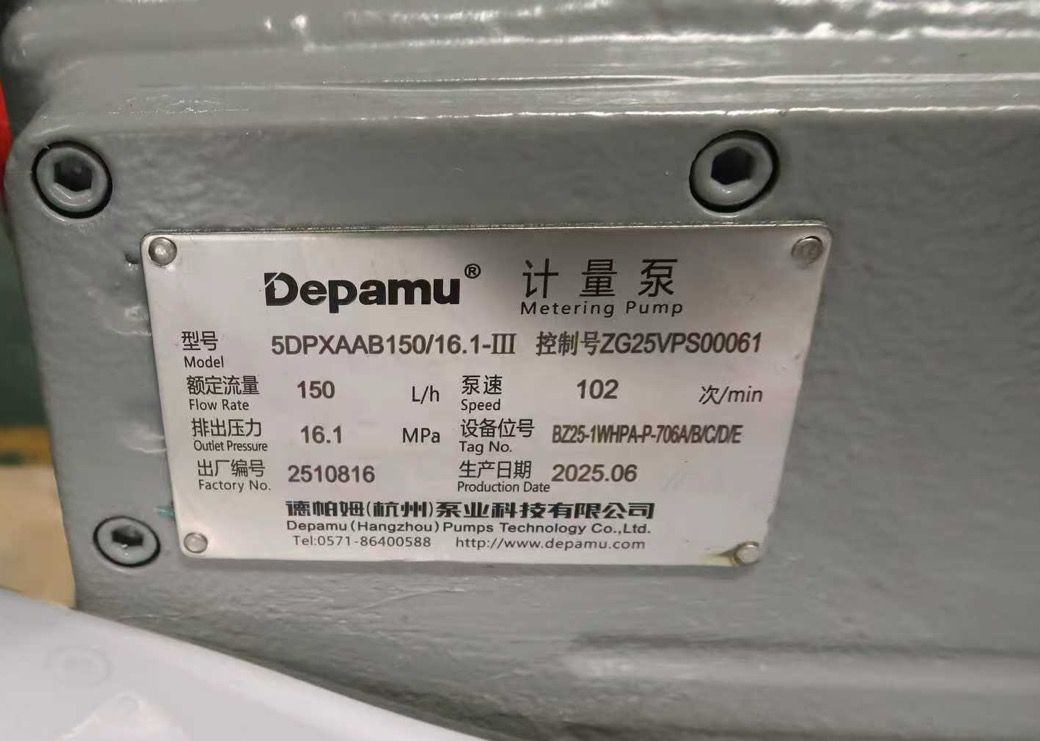 Depamu® 计量泵
Metering Pump
型号 5DPXAAB150/16.1-III 控制号ZG25VPS00061
Model
额定流量 150 L/h 泵速 102 次/min
Flow Rate Speed
排出压力 16.1 MPa 设备位号 BZ25-1WHPA-P-706A/B/C/D/E
Outlet Pressure Tag No.
出厂编号 2510816 生产日期 2025.06
Factory No. Production Date
德帕姆(杭州)泵业科技有限公司
Depamu(Hangzhou)Pumps Technology Co.,Ltd.
Tel:0571-86400588 http://www.depamu.com